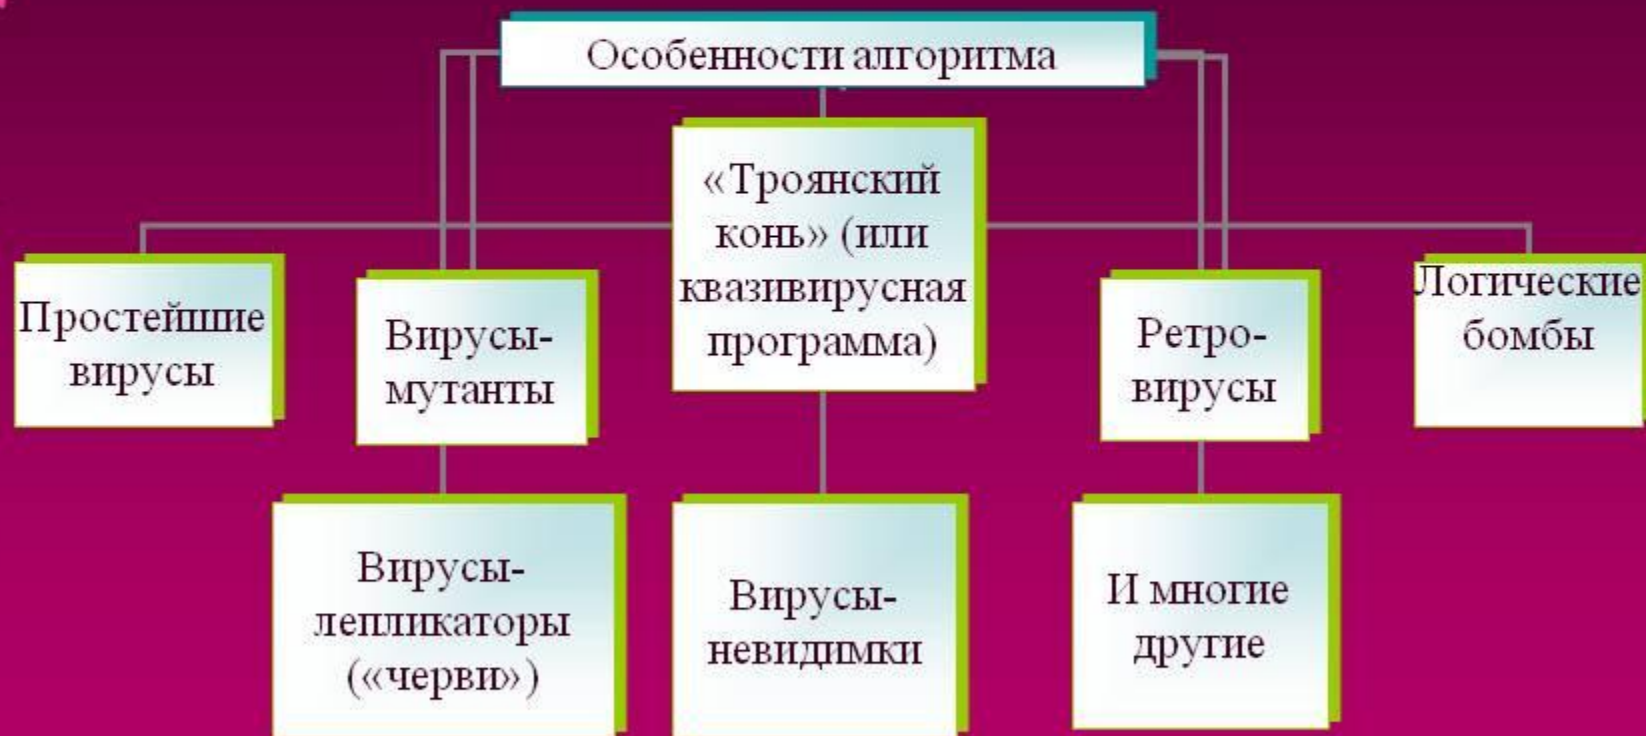 Особенности алгоритма
«Троянский
конь» (или
квазивирусная
программа)
Простейшие
вирусы
Вирусы-
мутанты
Ретро-
вирусы
Логические
бомбы
Вирусы-
лепликаторы
(«черви»)
Вирусы-
невидимки
И многие
другие